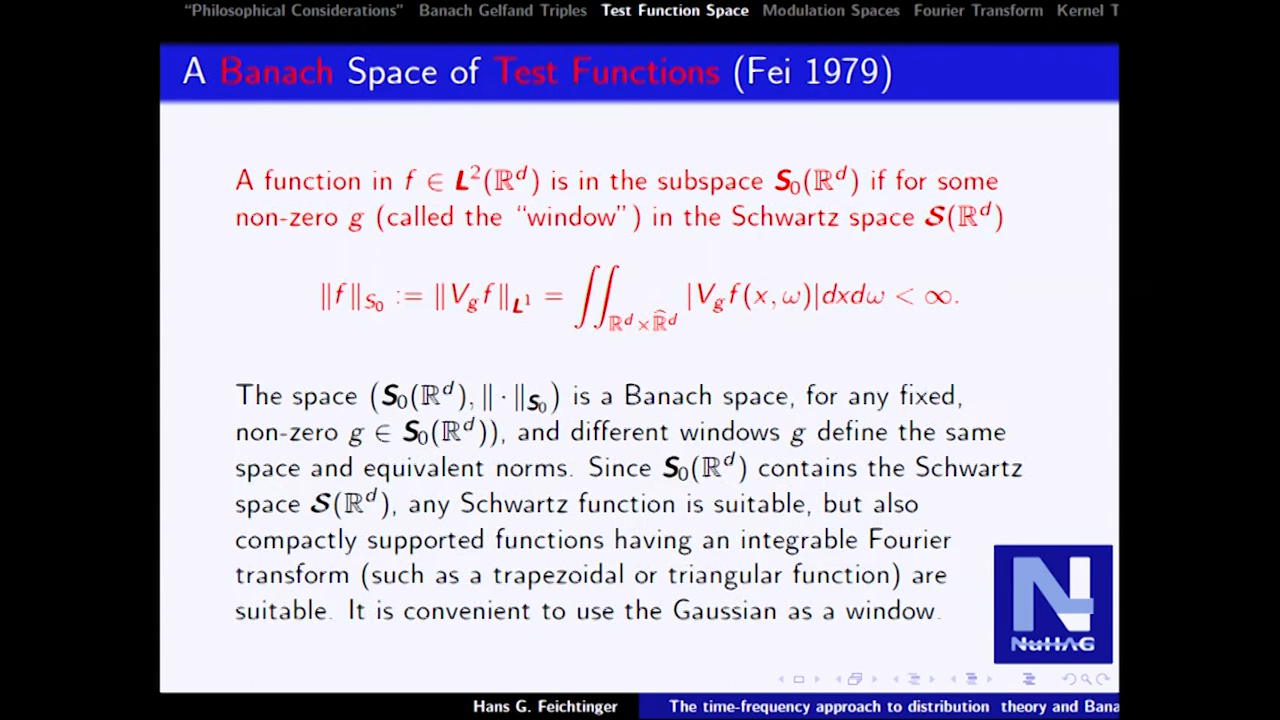 “Philosophical Considerations” Banach Gelfand Triples Test Function Space Modulation Spaces Fourier Transform Kernel T
A Banach Space of Test Functions (Fei 1979)
A function in f ∈ L²(ℝᵈ) is in the subspace S₀(ℝᵈ) if for some
non-zero g (called the “window”) in the Schwartz space 𝓢(ℝᵈ)
‖f‖_{S₀} := ‖V_g f‖_{L¹} = ∬_{ℝᵈ×ℝ̂ᵈ} |V_g f(x, ω)|dxdω < ∞.
The space (S₀(ℝᵈ), ‖ · ‖_{S₀}) is a Banach space, for any fixed,
non-zero g ∈ S₀(ℝᵈ)), and different windows g define the same
space and equivalent norms. Since S₀(ℝᵈ) contains the Schwartz
space 𝓢(ℝᵈ), any Schwartz function is suitable, but also
compactly supported functions having an integrable Fourier
transform (such as a trapezoidal or triangular function) are
suitable. It is convenient to use the Gaussian as a window.
N
NuHAG
Hans G. Feichtinger The time-frequency approach to distribution theory and Bana